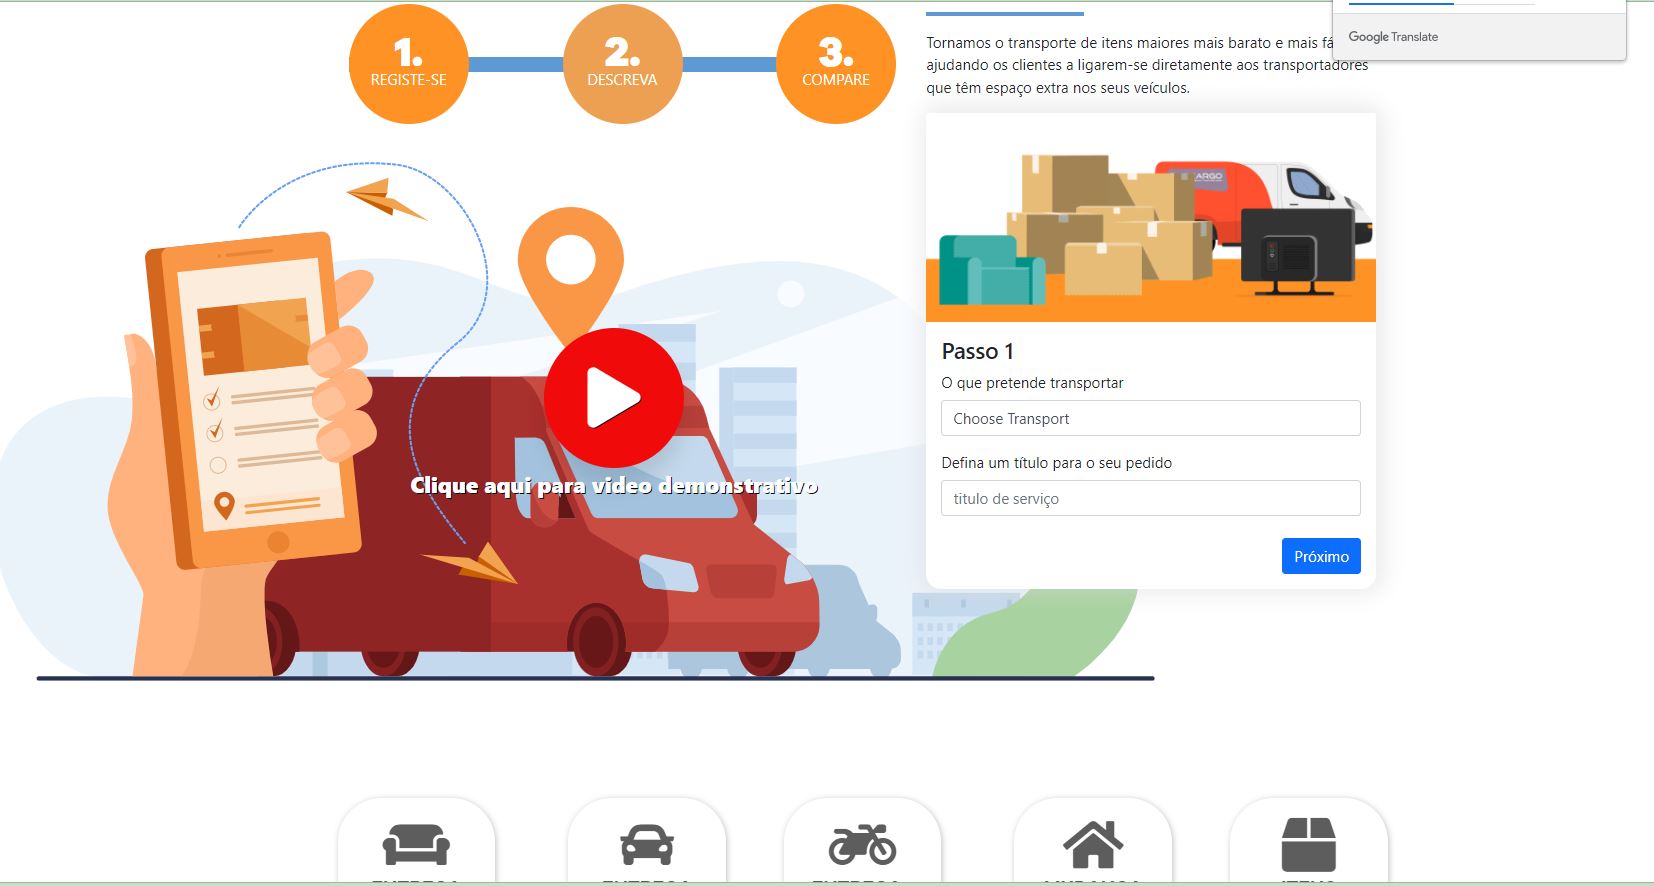 1.
REGISTE-SE
2.
DESCREVA
3.
COMPARE
Google Translate
Tornamos o transporte de itens maiores mais barato e mais
ajudando os clientes a ligarem-se diretamente aos transportadores
que têm espaço extra nos seus veículos.
ARGO
Passo 1
O que pretende transportar
Choose Transport
Defina um título para o seu pedido
titulo de serviço
Próximo
Clique aqui para video demonstrativo